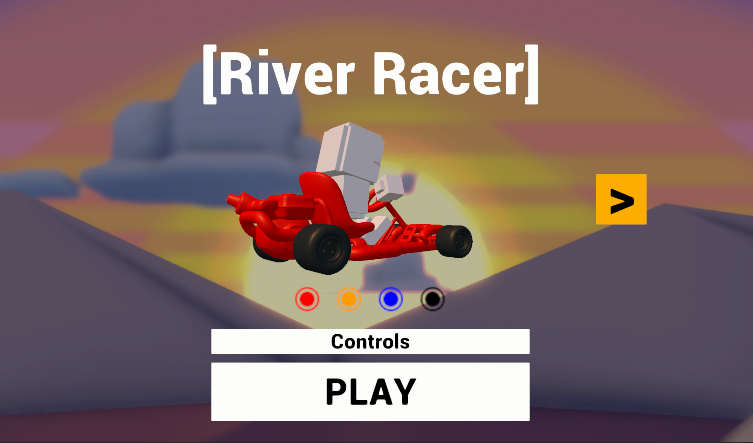 [River Racer]
>
Controls
PLAY